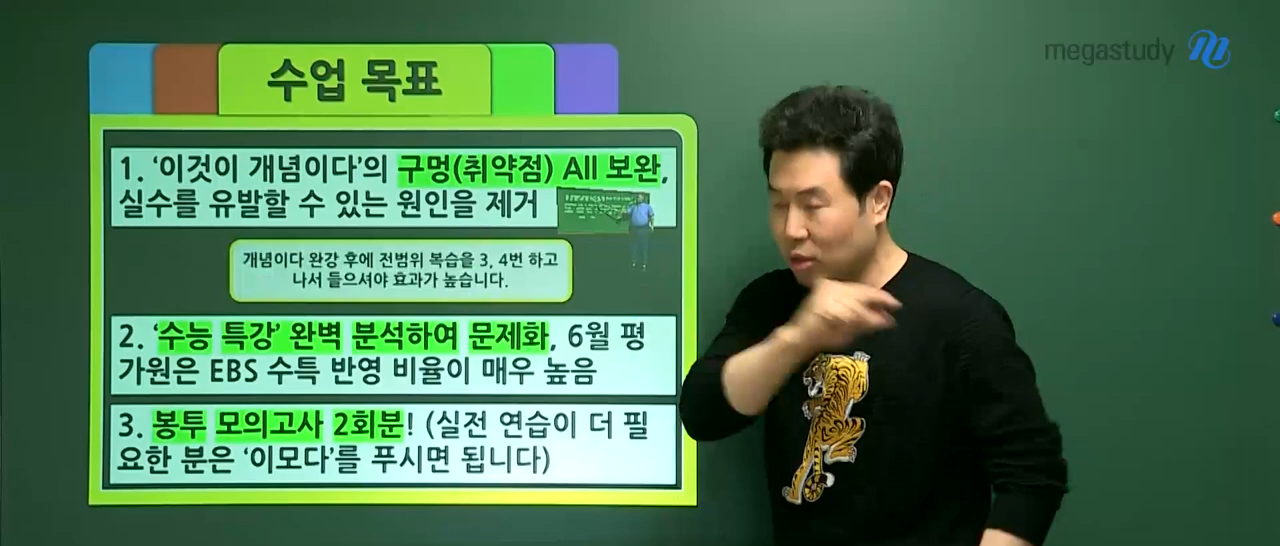 megastudy
수업 목표
1. ‘이것이 개념이다’의 구멍(취약점) All 보완,
실수를 유발할 수 있는 원인을 제거
개념이다 완강 후에 전범위 복습을 3, 4번 하고
나서 들으셔야 효과가 높습니다.
2. ‘수능 특강’ 완벽 분석하여 문제화, 6월 평
가원은 EBS 수특 반영 비율이 매우 높음
3. 봉투 모의고사 2회분! (실전 연습이 더 필
요한 분은 ‘이모다’를 푸시면 됩니다)